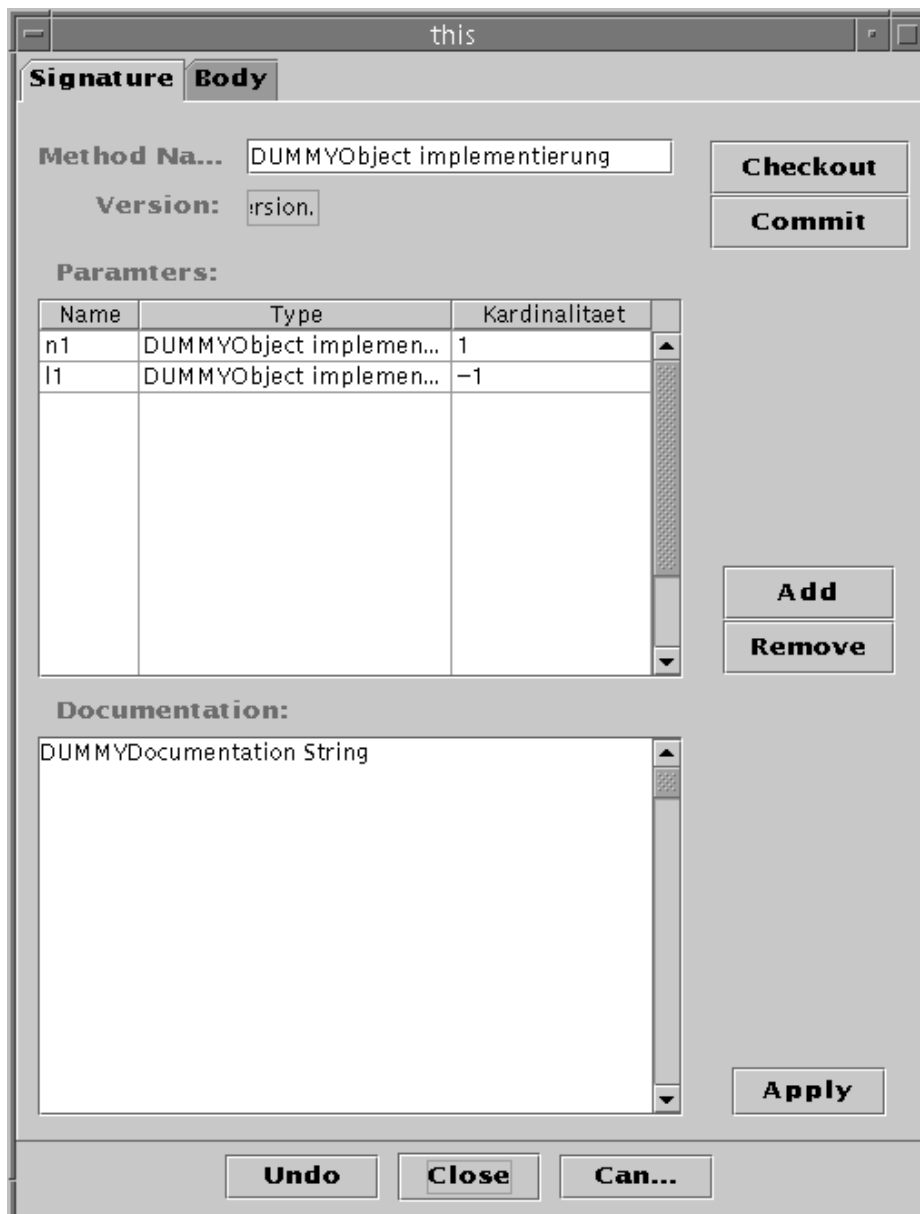 this
Signature Body
Method Na... DUMMYObject implementierung
Checkout
Version: rsion.
Commit
Paramters:
Name Type Kardinalitaet
n1 DUMMYObject implemen... 1
l1 DUMMYObject implemen... −1
Add
Remove
Documentation:
DUMMYDocumentation String
Apply
Undo Close Can...